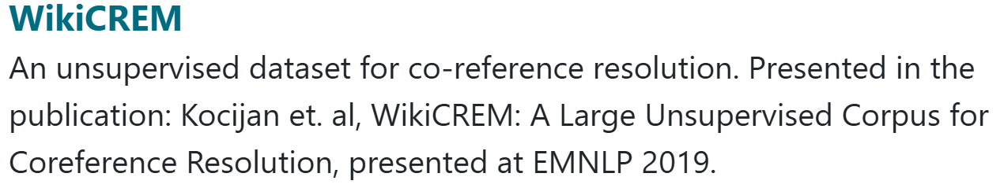 WikiCREM
An unsupervised dataset for co-reference resolution. Presented in the
publication: Kocijan et. al, WikiCREM: A Large Unsupervised Corpus for
Coreference Resolution, presented at EMNLP 2019.